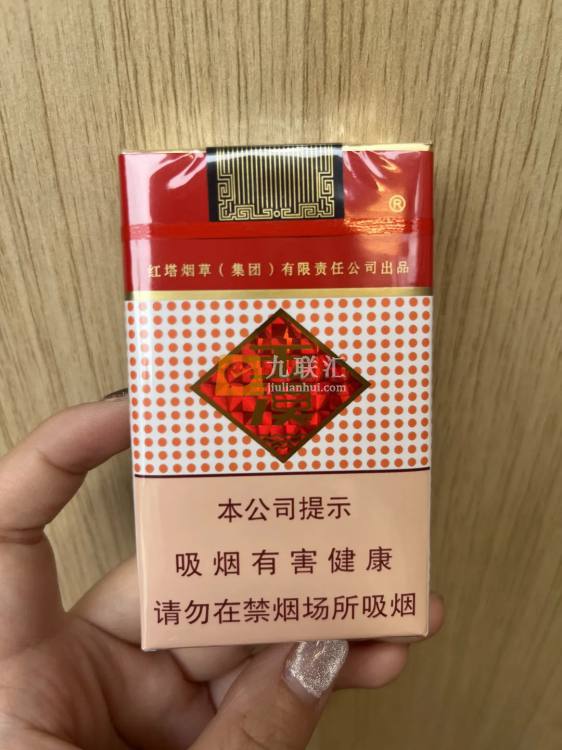 ®
红塔烟草（集团）有限责任公司出品
九联汇
jiulianhui.com
本公司提示
吸烟有害健康
请勿在禁烟场所吸烟